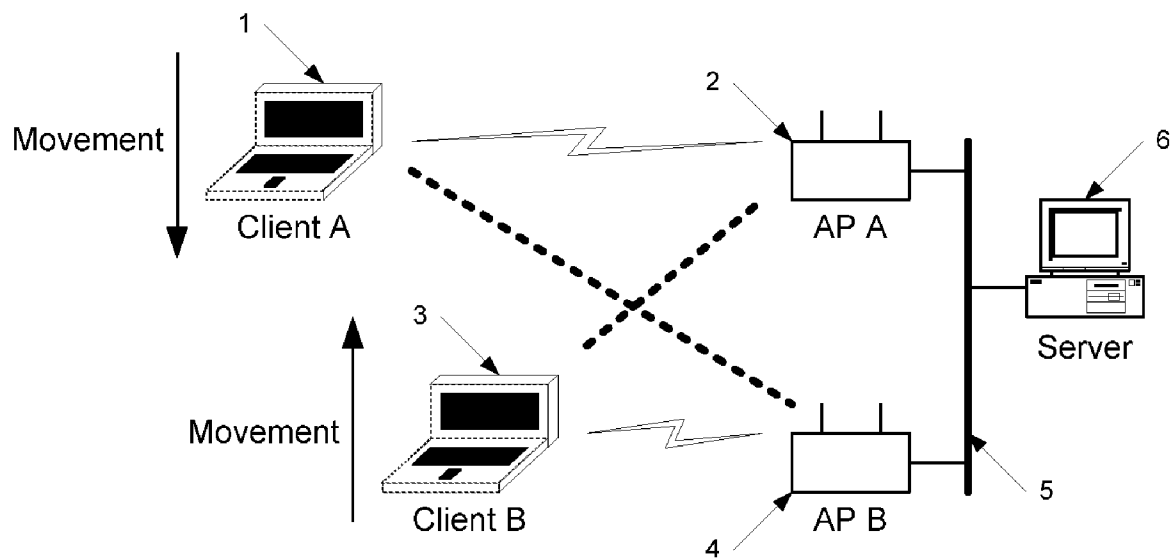 1
2
6
Movement
Client A
AP A
3
Server
Movement
Client B
AP B
5
4